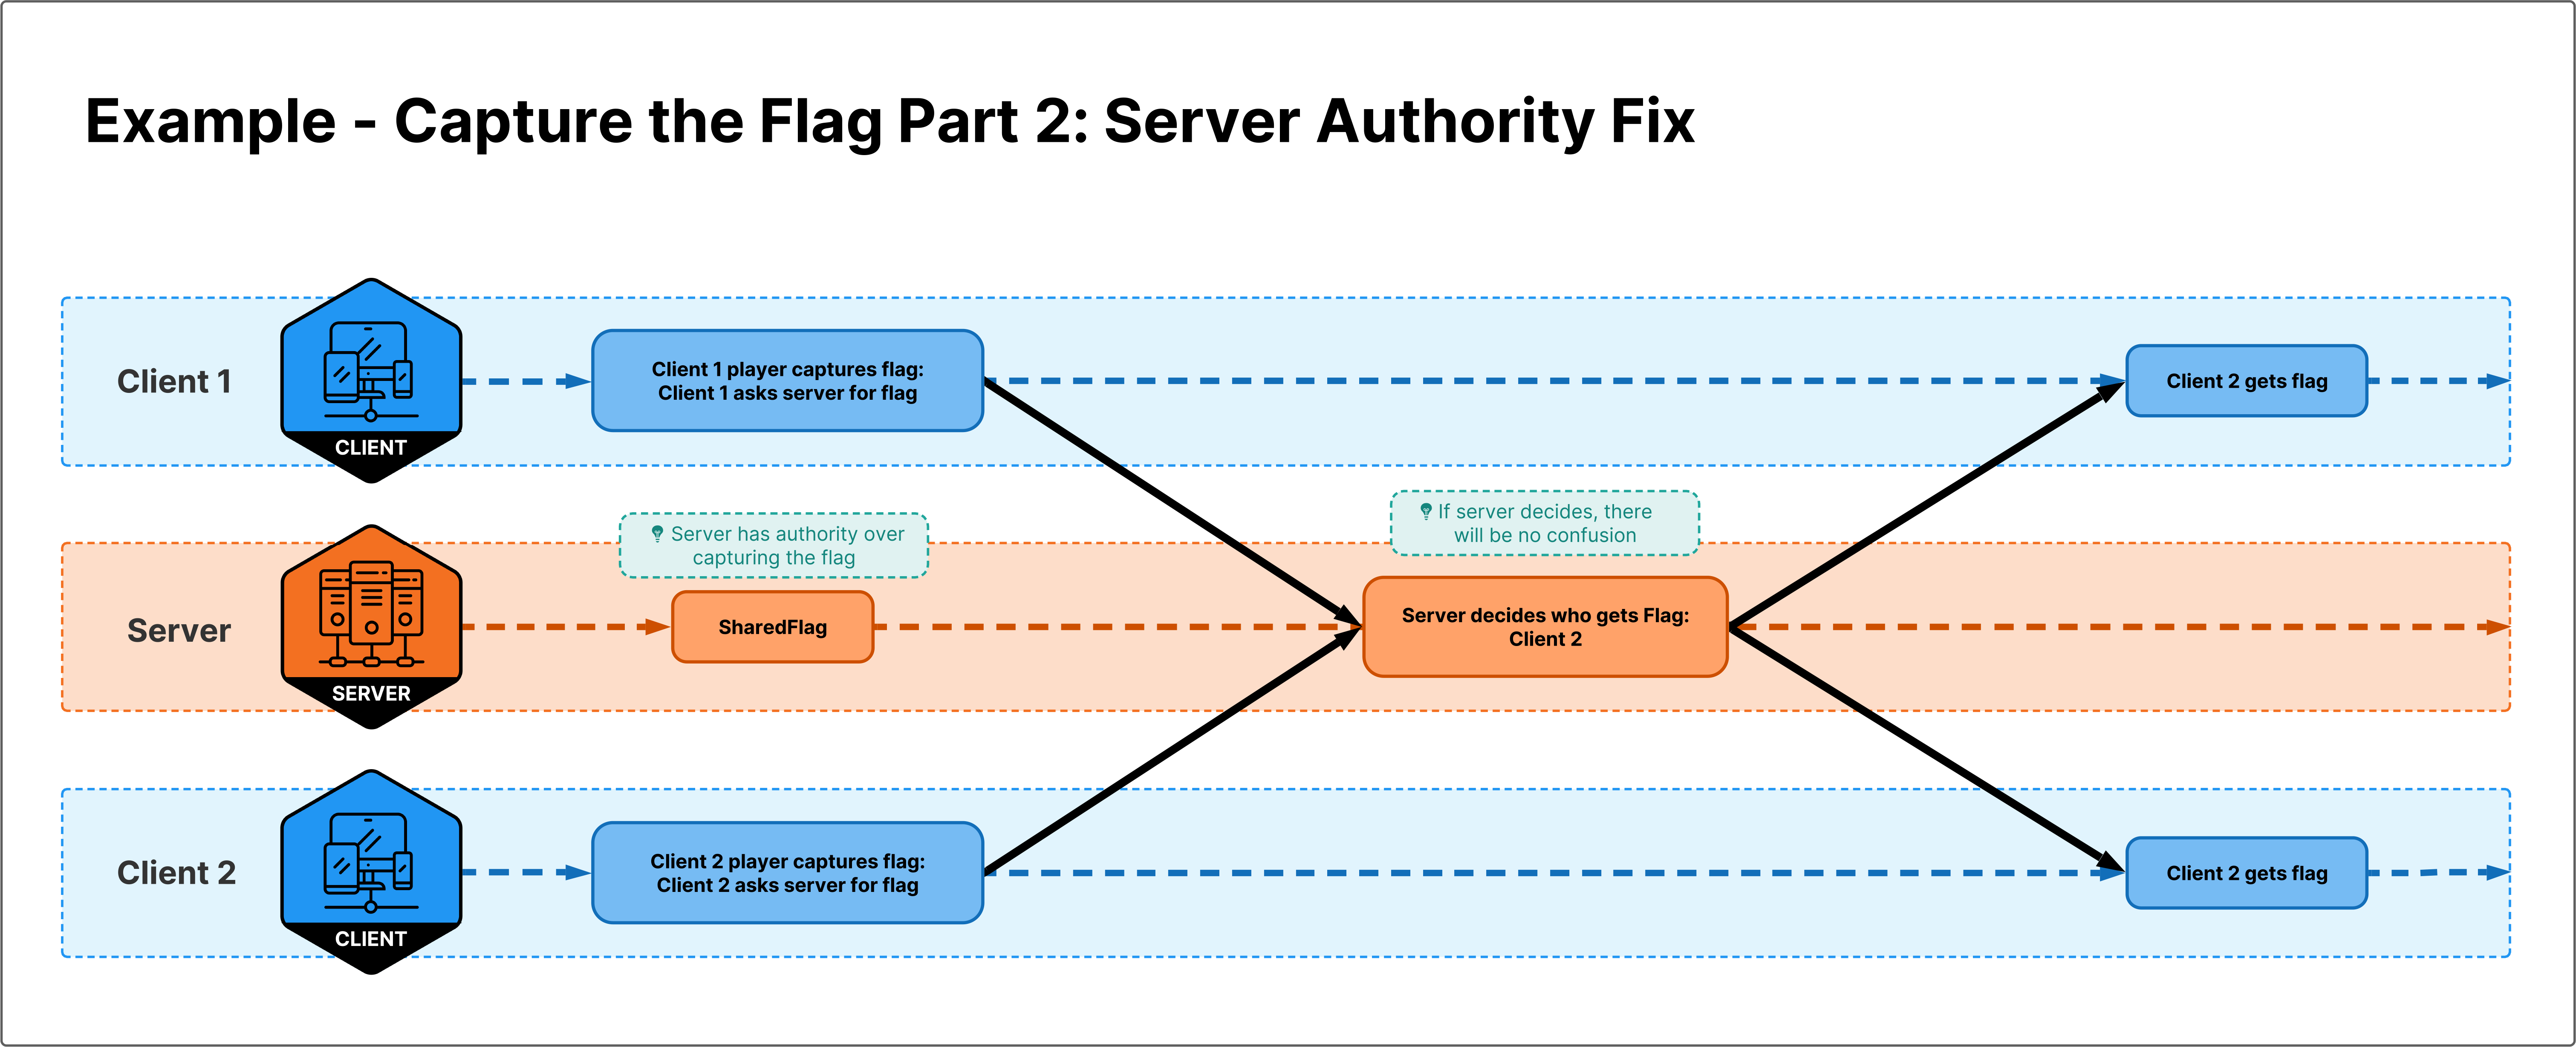 Example - Capture the Flag Part 2: Server Authority Fix
Client 1
CLIENT
Client 1 player captures flag:
Client 1 asks server for flag
Client 2 gets flag
Server has authority over
capturing the flag
If server decides, there
will be no confusion
Server
SERVER
SharedFlag
Server decides who gets Flag:
Client 2
Client 2
CLIENT
Client 2 player captures flag:
Client 2 asks server for flag
Client 2 gets flag